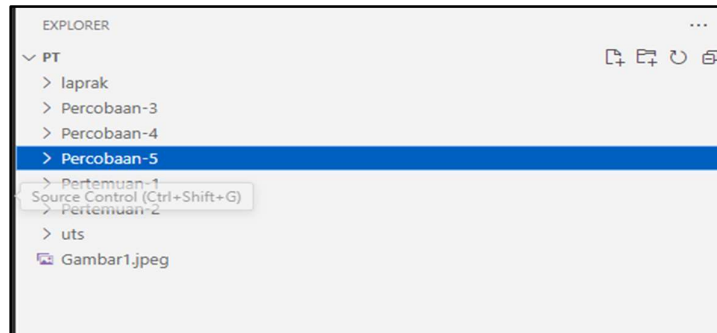 EXPLORER
PT
laprak
Percobaan-3
Percobaan-4
Percobaan-5
Pertemuan-1
Source Control (Ctrl+Shift+G)
Pertemuan-2
uts
Gambar1.jpeg